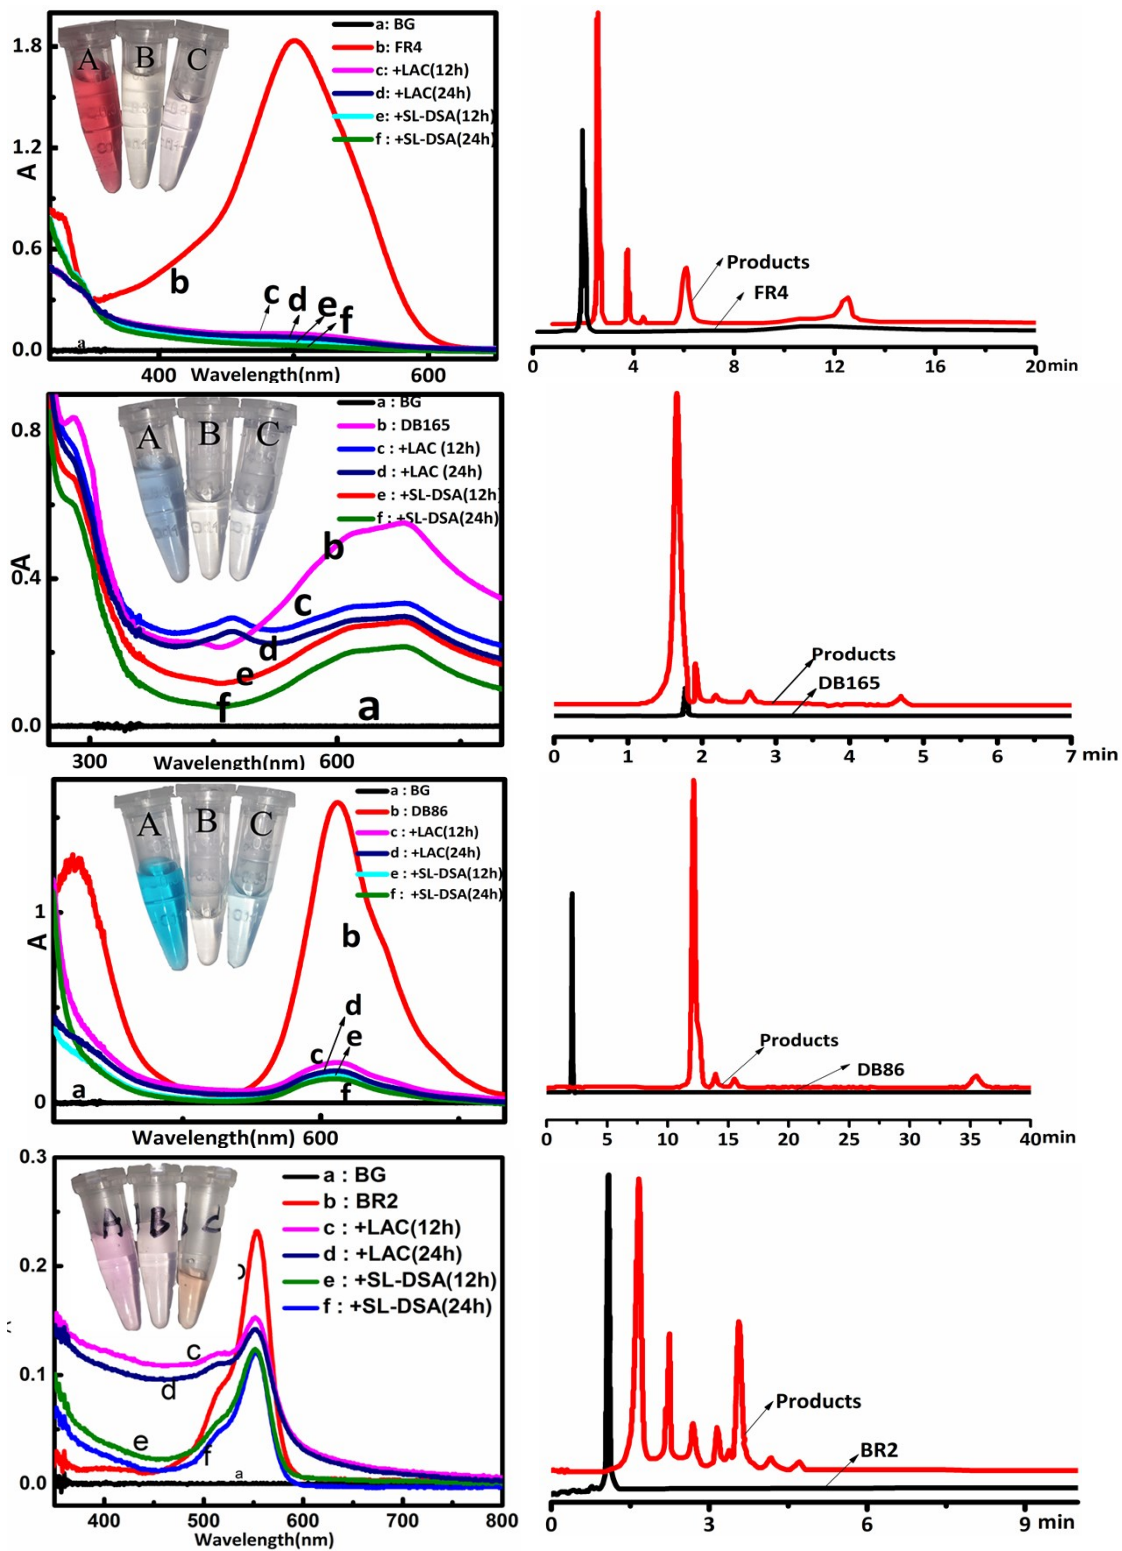 a: BG
b: FR4
c: +LAC(12h)
d: +LAC(24h)
e: +SL-DSA(12h)
f : +SL-DSA(24h)
A B C
1.8
1.2
0.6
0.0
A
b
c d e f
a
400 600
Wavelength(nm)
Products
FR4
0 4 8 12 16 20min
a : BG
b : DB165
c : +LAC (12h)
d : +LAC (24h)
e : +SL-DSA(12h)
f : +SL-DSA(24h)
A B C
0.8
0.4
0.0
A
b
c
d
e
f
a
300 600
Wavelength(nm)
Products
DB165
0 1 2 3 4 5 6 7 min
a : BG
b : DB86
c : +LAC(12h)
d : +LAC(24h)
e : +SL-DSA(12h)
f : +SL-DSA(24h)
A B C
1
0
A
b
d
c e
f
a
Wavelength(nm) 600
Products
DB86
0 5 10 15 20 25 30 35 40min
a : BG
b : BR2
c : +LAC(12h)
d : +LAC(24h)
e : +SL-DSA(12h)
f : +SL-DSA(24h)
A B C
0.3
0.2
0.1
0.0
c
d
e
f
a
400 500 600 700 800
Wavelength(nm)
Products
BR2
0 3 6 9 min